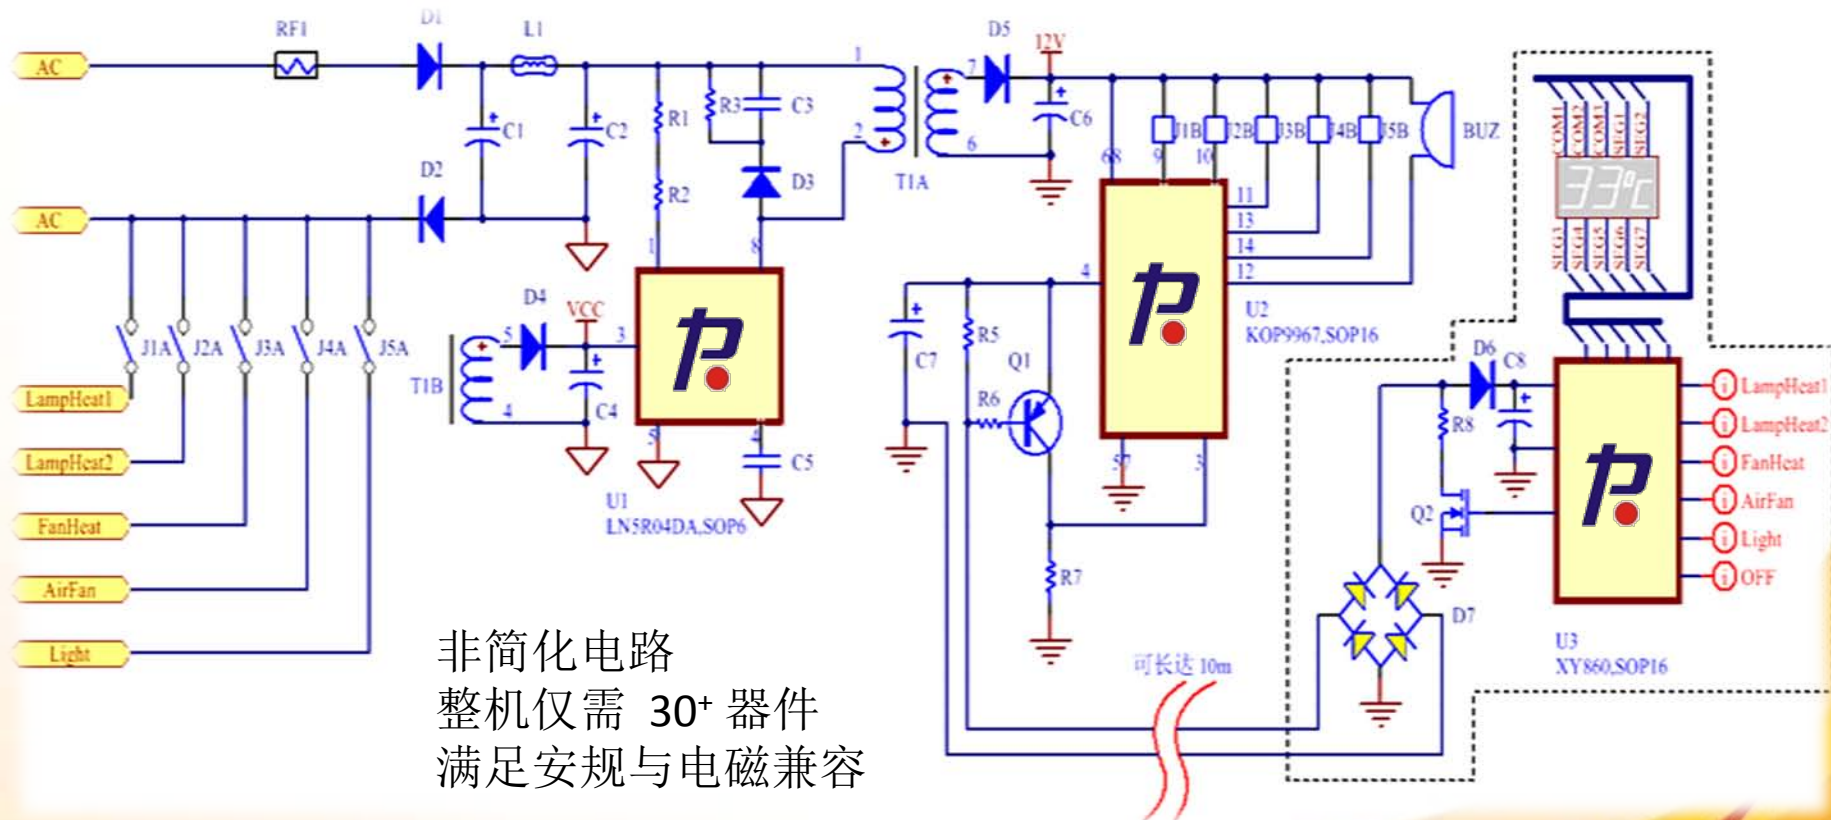 AC
RF1
D1
L1
C1
C2
R1
R2
R3
C3
D3
1
2
T1A
7
6
D5
12V
C6
68
J1B
J2B
J3B
J4B
J5B
BUZ
9
10
11
13
14
12
4
AC
D2
J1A
J2A
J3A
J4A
J5A
LampHeat1
LampHeat2
FanHeat
AirFan
Light
T1B
5
4
D4
VCC
C4
1
8
3
C5
U1
LN5R04DA,SOP6
C7
R5
R6
Q1
R7
U2
KOP9967,SOP16
57
3
COM1
COM2
COM3
SEG1
SEG2
33℃
SEG3
SEG4
SEG5
SEG6
SEG7
D6
C8
R8
Q2
D7
LampHeat1
LampHeat2
FanHeat
AirFan
Light
OFF
U3
XY860,SOP16
可长达 10m
非简化电路
整机仅需 30+ 器件
满足安规与电磁兼容